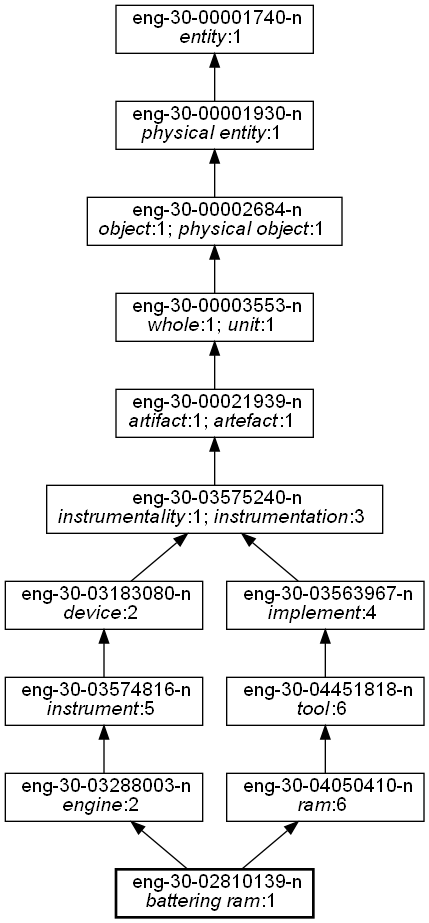 eng-30-00001740-n
entity:1
eng-30-00001930-n
physical entity:1
eng-30-00002684-n
object:1; physical object:1
eng-30-00003553-n
whole:1; unit:1
eng-30-00021939-n
artifact:1; artefact:1
eng-30-03575240-n
instrumentality:1; instrumentation:3
eng-30-03183080-n
device:2
eng-30-03563967-n
implement:4
eng-30-03574816-n
instrument:5
eng-30-04451818-n
tool:6
eng-30-03288003-n
engine:2
eng-30-04050410-n
ram:6
eng-30-02810139-n
battering ram:1